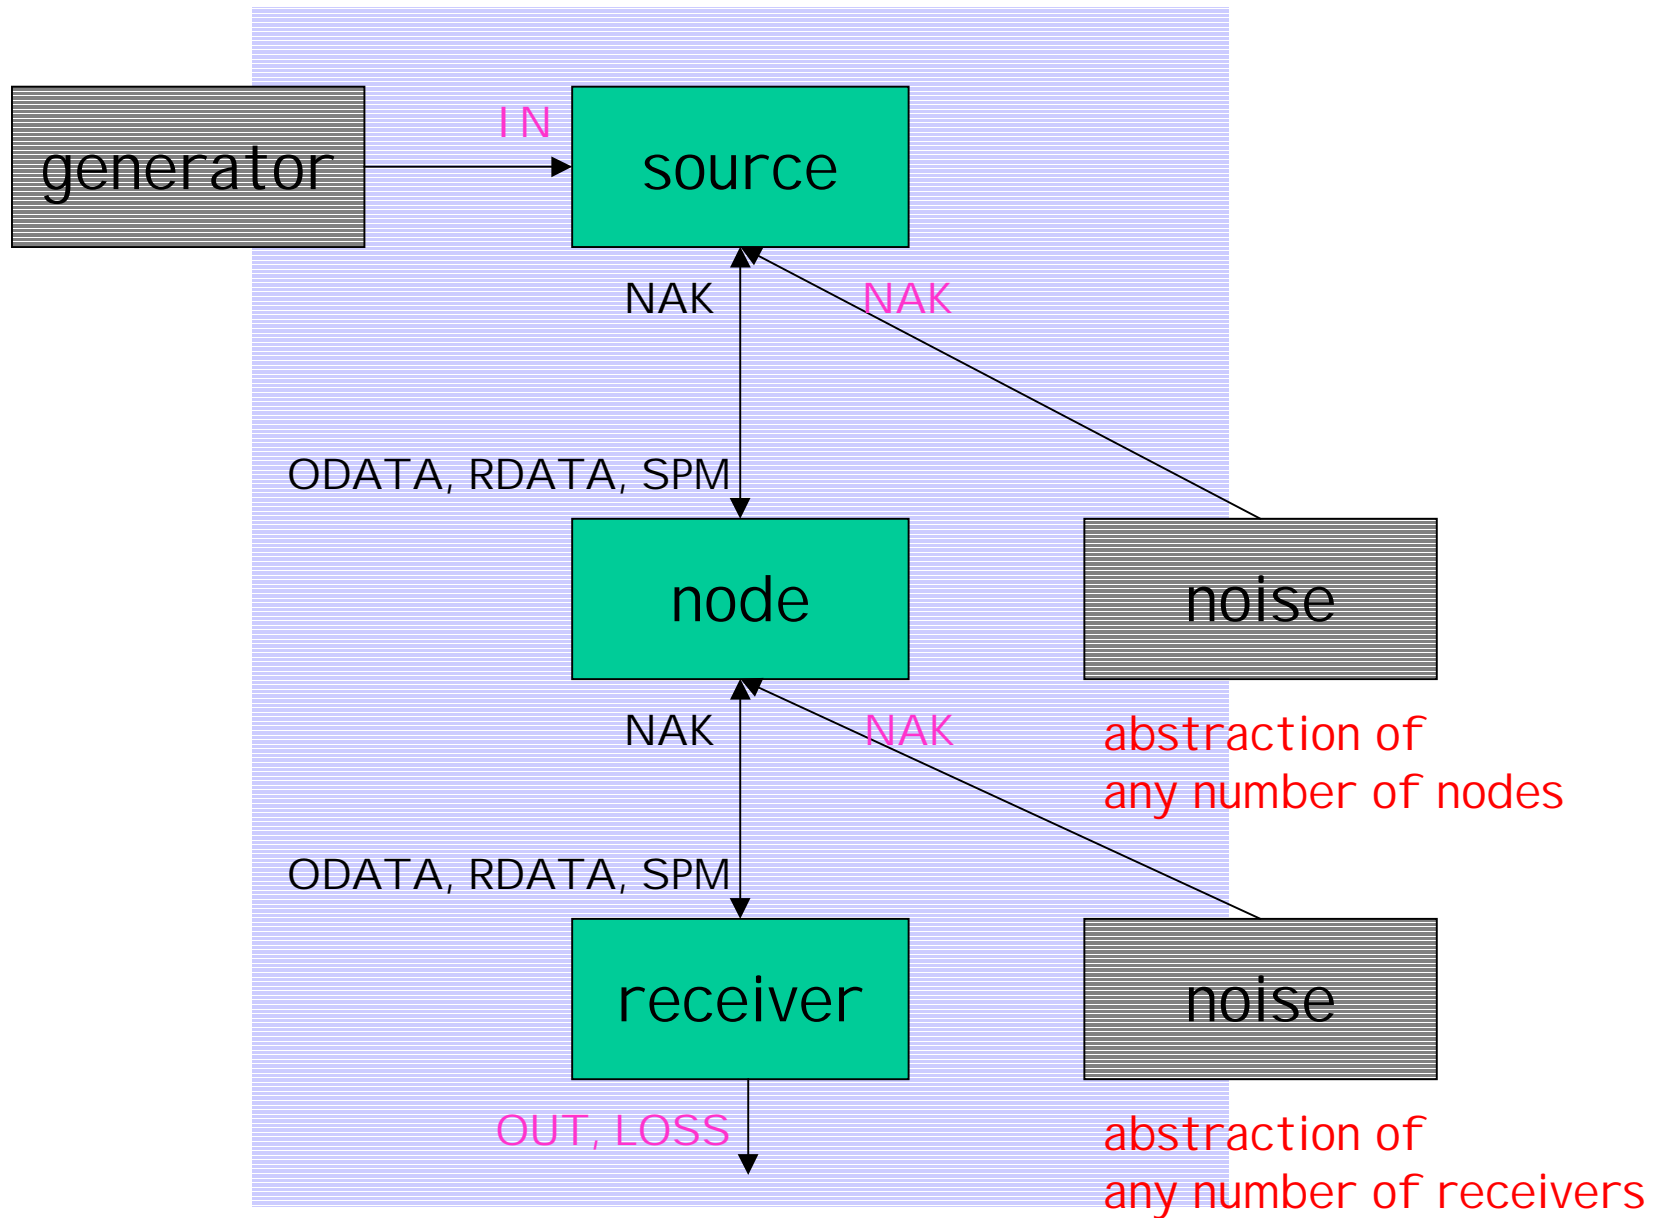 IN
generator
source
NAK
NAK
ODATA, RDATA, SPM
node
noise
NAK
NAK
abstraction of
any number of nodes
ODATA, RDATA, SPM
receiver
noise
OUT, LOSS
abstraction of
any number of receivers